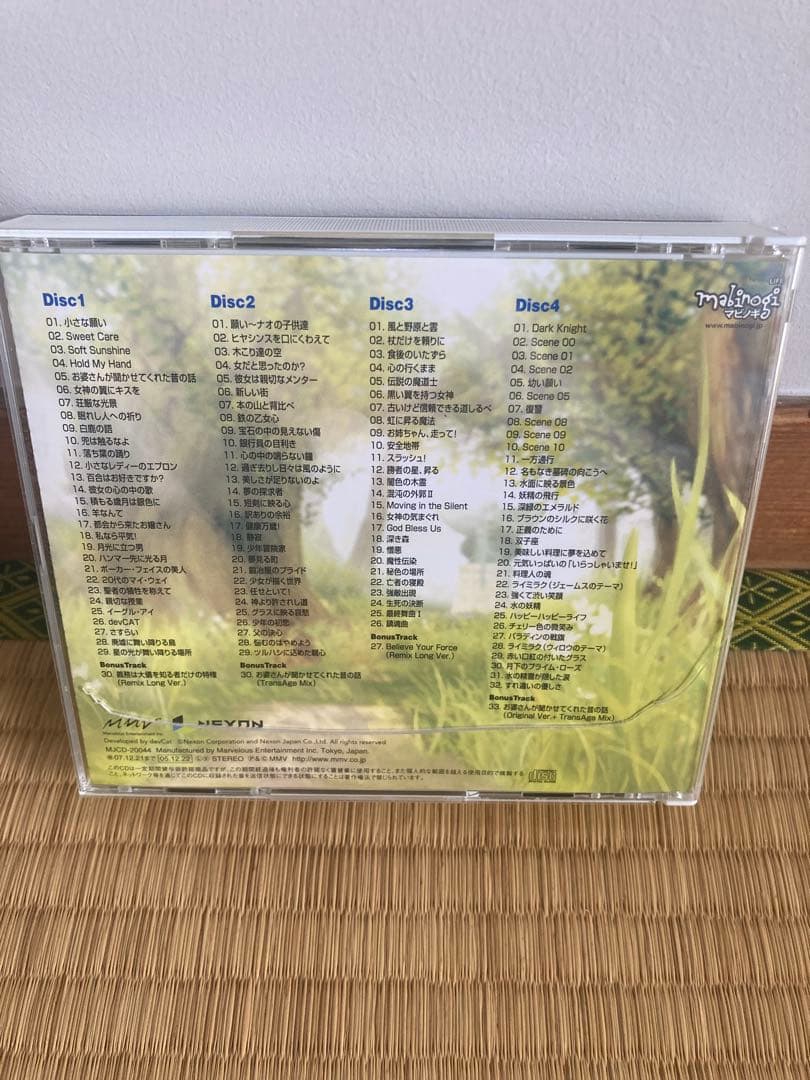 Disc1
01. 小さな願い
02. Sweet Care
03. Soft Sunshine
04. Hold My Hand
05. お婆さんが聞かせてくれた昔の話
06. 女神の翼にキスを
07. 荘厳な光景
08. 眠れし人への祈り
09. 白鹿の話
10. 兜は触るなよ
11. 落ち葉の踊り
12. 小さなレディーのエプロン
13. 百合はお好きですか?
14. 彼女の心の中の歌
15. 積もる歳月は銀色に
16. 羊なんて
17. 都会から来たお嬢さん
18. 私なら平気!
19. 月光に立つ男
20. ハンマー先に光る月
21. ポーカー・フェイスの美人
22. 20代のマイ・ウェイ
23. 聖者の犠牲を称えて
24. 親切な授業
25. イーグル・アイ
26. devCAT
27. さすらい
28. 廃墟に舞い降りる鳥
29. 星の光が舞い降りる場所
BonusTrack
30. 義務は大儀を知る者だけの特権
(Remix Long Ver.)
Disc2
01. 願い〜ナオの子供達
02. ヒヤシンスを口にくわえて
03. 木こり達の空
04. 女だと思ったのか?
05. 彼女は親切なメンター
06. 新しい街
07. 本の山と背比べ
08. 鉄の乙女心
09. 宝石の中の見えない傷
10. 銀行員の目利き
11. 心の中の鳴らない鐘
12. 過ぎ去りし日々は風のように
13. 美しさが足りないのよ
14. 夢の探求者
15. 短剣に映る心
16. 訳ありの余裕
17. 健康万歳!
18. 静寂
19. 少年冒険家
20. 夢見る町
21. 鍛冶屋のプライド
22. 少女が描く世界
23. 任せといて!
24. 神より許されし道
25. グラスに映る哀愁
26. 少年の初恋
27. 父の決心
28. 悩むのはやめよう
29. ツルハシに込めた親心
BonusTrack
30. お婆さんが聞かせてくれた昔の話
(TransAge Mix)
Disc3
01. 風と野原と雲
02. 杖だけを頼りに
03. 食後のいたずら
04. 心の行くまま
05. 伝説の魔道士
06. 黒い翼を持つ女神
07. 古いけど信頼できる道しるべ
08. 虹に昇る魔法
09. お姉ちゃん、走って!
10. 安全地帯
11. スラッシュ!
12. 勝者の星、昇る
13. 闇色の木霊
14. 混沌の外郭Ⅱ
15. Moving in the Silent
16. 女神の気まぐれ
17. God Bless Us
18. 深き森
19. 憎悪
20. 魔性伝染
21. 秘色の場所
22. 亡者の寝殿
23. 強敵出現
24. 生死の決断
25. 最終舞曲Ⅰ
26. 鎮魂曲
BonusTrack
27. Believe Your Force
(Remix Long Ver.)
Disc4
01. Dark Knight
02. Scene 00
03. Scene 01
04. Scene 02
05. 幼い願い
06. Scene 05
07. 復讐
08. Scene 08
09. Scene 09
10. Scene 10
11. 一方通行
12. 名もなき墓碑の向こうへ
13. 水面に映る景色
14. 妖精の飛行
15. 深緑のエメラルド
16. ブラウンのシルクに咲く花
17. 正義のために
18. 双子座
19. 美味しい料理に夢を込めて
20. 元気いっぱいの「いらっしゃいませ!」
21. 料理人の魂
22. ライミラク(ジェームスのテーマ)
23. 強くて渋い笑顔
24. 水の妖精
25. ハッピーハッピーライフ
26. チェリー色の微笑み
27. パラディンの戦旗
28. ライミラク(ウィロウのテーマ)
29. 赤い口紅の付いたグラス
30. 月下のプライム・ローズ
31. 水の精霊が隠した涙
32. すれ違いの優しさ
BonusTrack
33. お婆さんが聞かせてくれた昔の話
(Original Ver.+ TransAge Mix)
LIFE
mabinogi
マビノギ
www.mabinogi.jp
mmv
NEXON
Marvelous Entertainment Inc.
Developed by devCat ©Nexon Corporation and Nexon Japan Co.,Ltd. All rights reserved
MJCD-20044 Manufactured by Marvelous Entertainment Inc. Tokyo, Japan.
07.12.21まで 05.12.22 STEREO ℗&© MMV http://www.mmv.co.jp